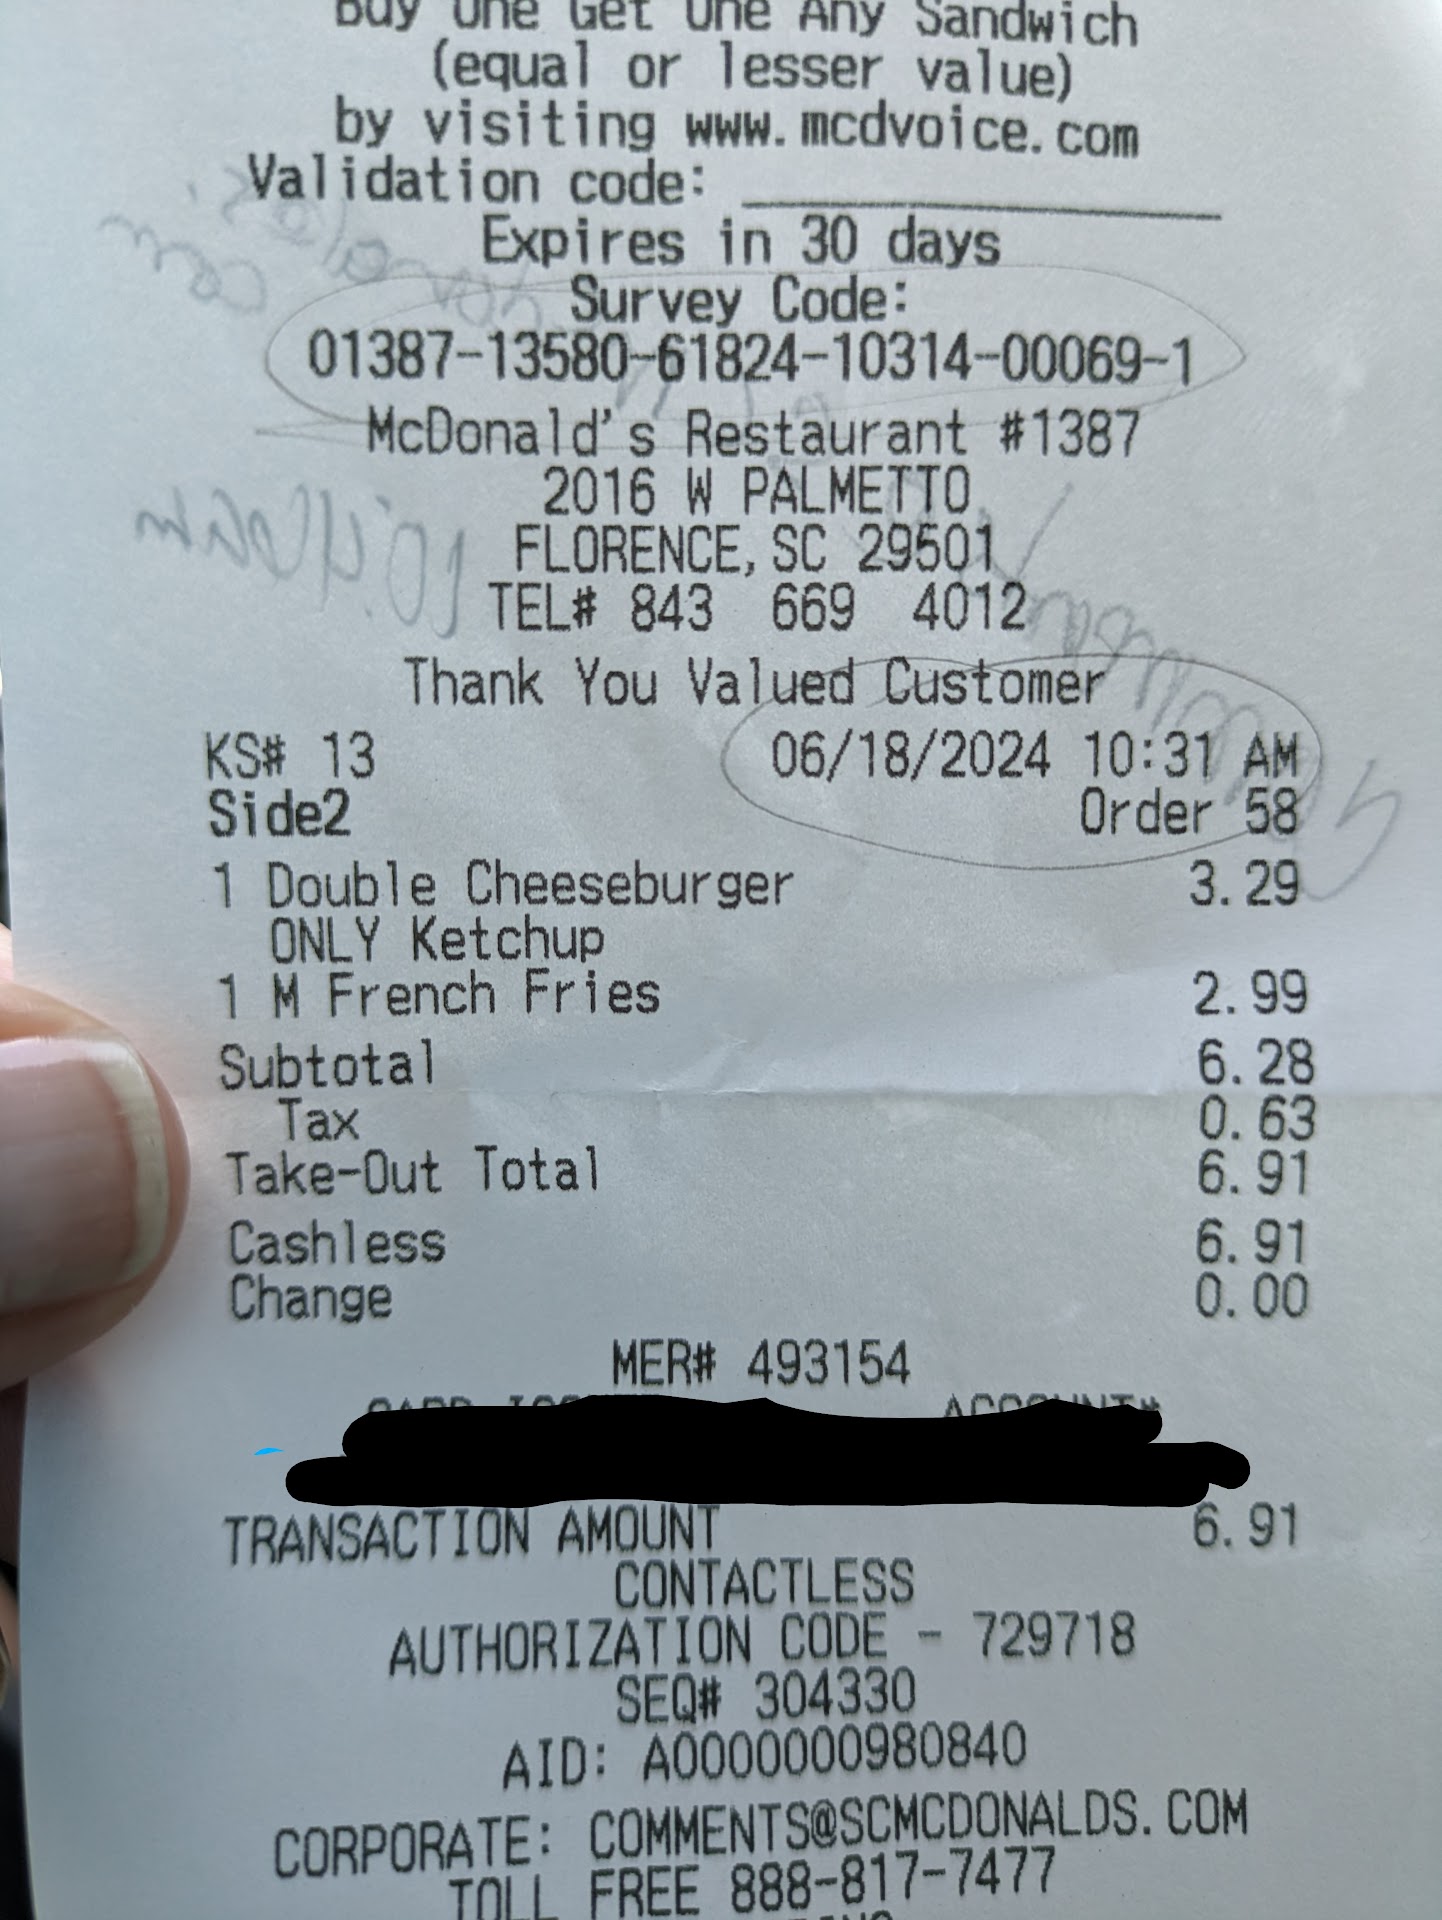 Buy One Get One Any Sandwich
(equal or lesser value)
by visiting www.mcdvoice.com
Validation code:
Expires in 30 days
Survey Code:
01387-13580-61824-10314-00069-1
McDonald's Restaurant #1387
2016 W PALMETTO
FLORENCE, SC 29501
TEL# 843 669 4012
Thank You Valued Customer
KS# 13 06/18/2024 10:31 AM
Side2 Order 58
1 Double Cheeseburger 3.29
ONLY Ketchup
1 M French Fries 2.99
Subtotal 6.28
Tax 0.63
Take-Out Total 6.91
Cashless 6.91
Change 0.00
MER# 493154
ACCOUNT#
TRANSACTION AMOUNT 6.91
CONTACTLESS
AUTHORIZATION CODE - 729718
SEQ# 304330
AID: A0000000980840
CORPORATE: COMMENTS@SCMCDONALDS.COM
TOLL FREE 888-817-7477